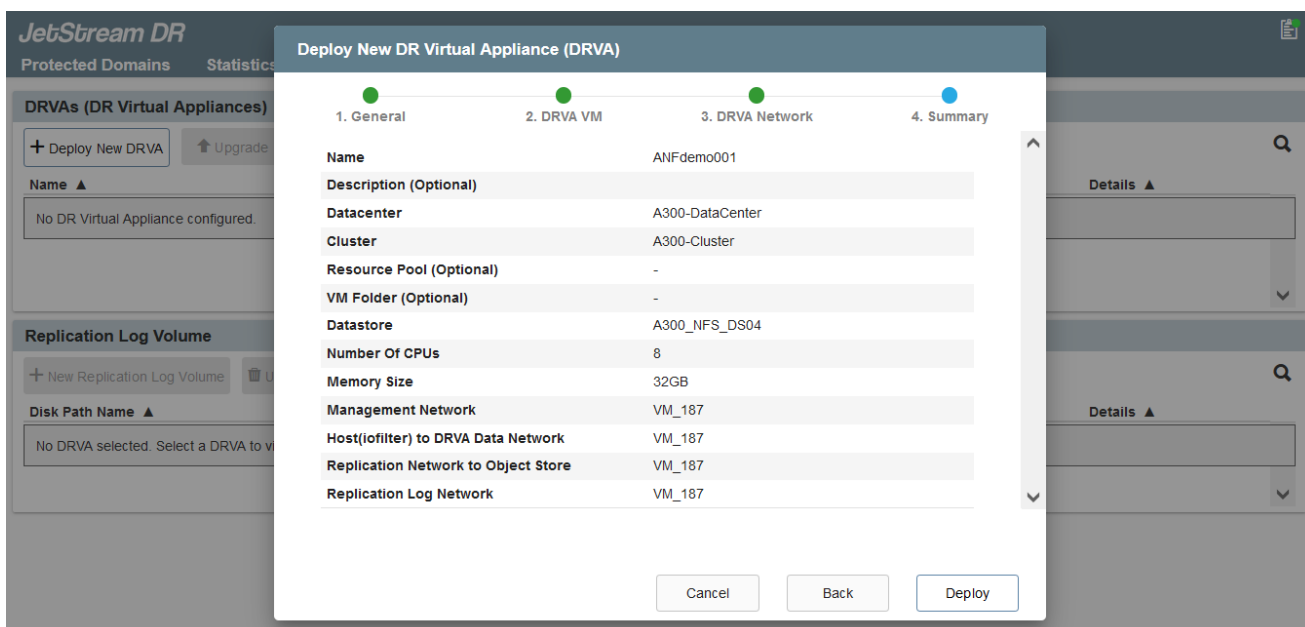 JetStream DR
Protected Domains Statistics
DRVAs (DR Virtual Appliances)
+ Deploy New DRVA Upgrade
Name ▲ Details ▲
No DR Virtual Appliance configured.
Replication Log Volume
+ New Replication Log Volume U
Disk Path Name ▲ Details ▲
No DRVA selected. Select a DRVA to vi
Deploy New DR Virtual Appliance (DRVA)
1. General 2. DRVA VM 3. DRVA Network 4. Summary
Name ANFdemo001
Description (Optional)
Datacenter A300-DataCenter
Cluster A300-Cluster
Resource Pool (Optional) -
VM Folder (Optional) -
Datastore A300_NFS_DS04
Number Of CPUs 8
Memory Size 32GB
Management Network VM_187
Host(iofilter) to DRVA Data Network VM_187
Replication Network to Object Store VM_187
Replication Log Network VM_187
Cancel Back Deploy